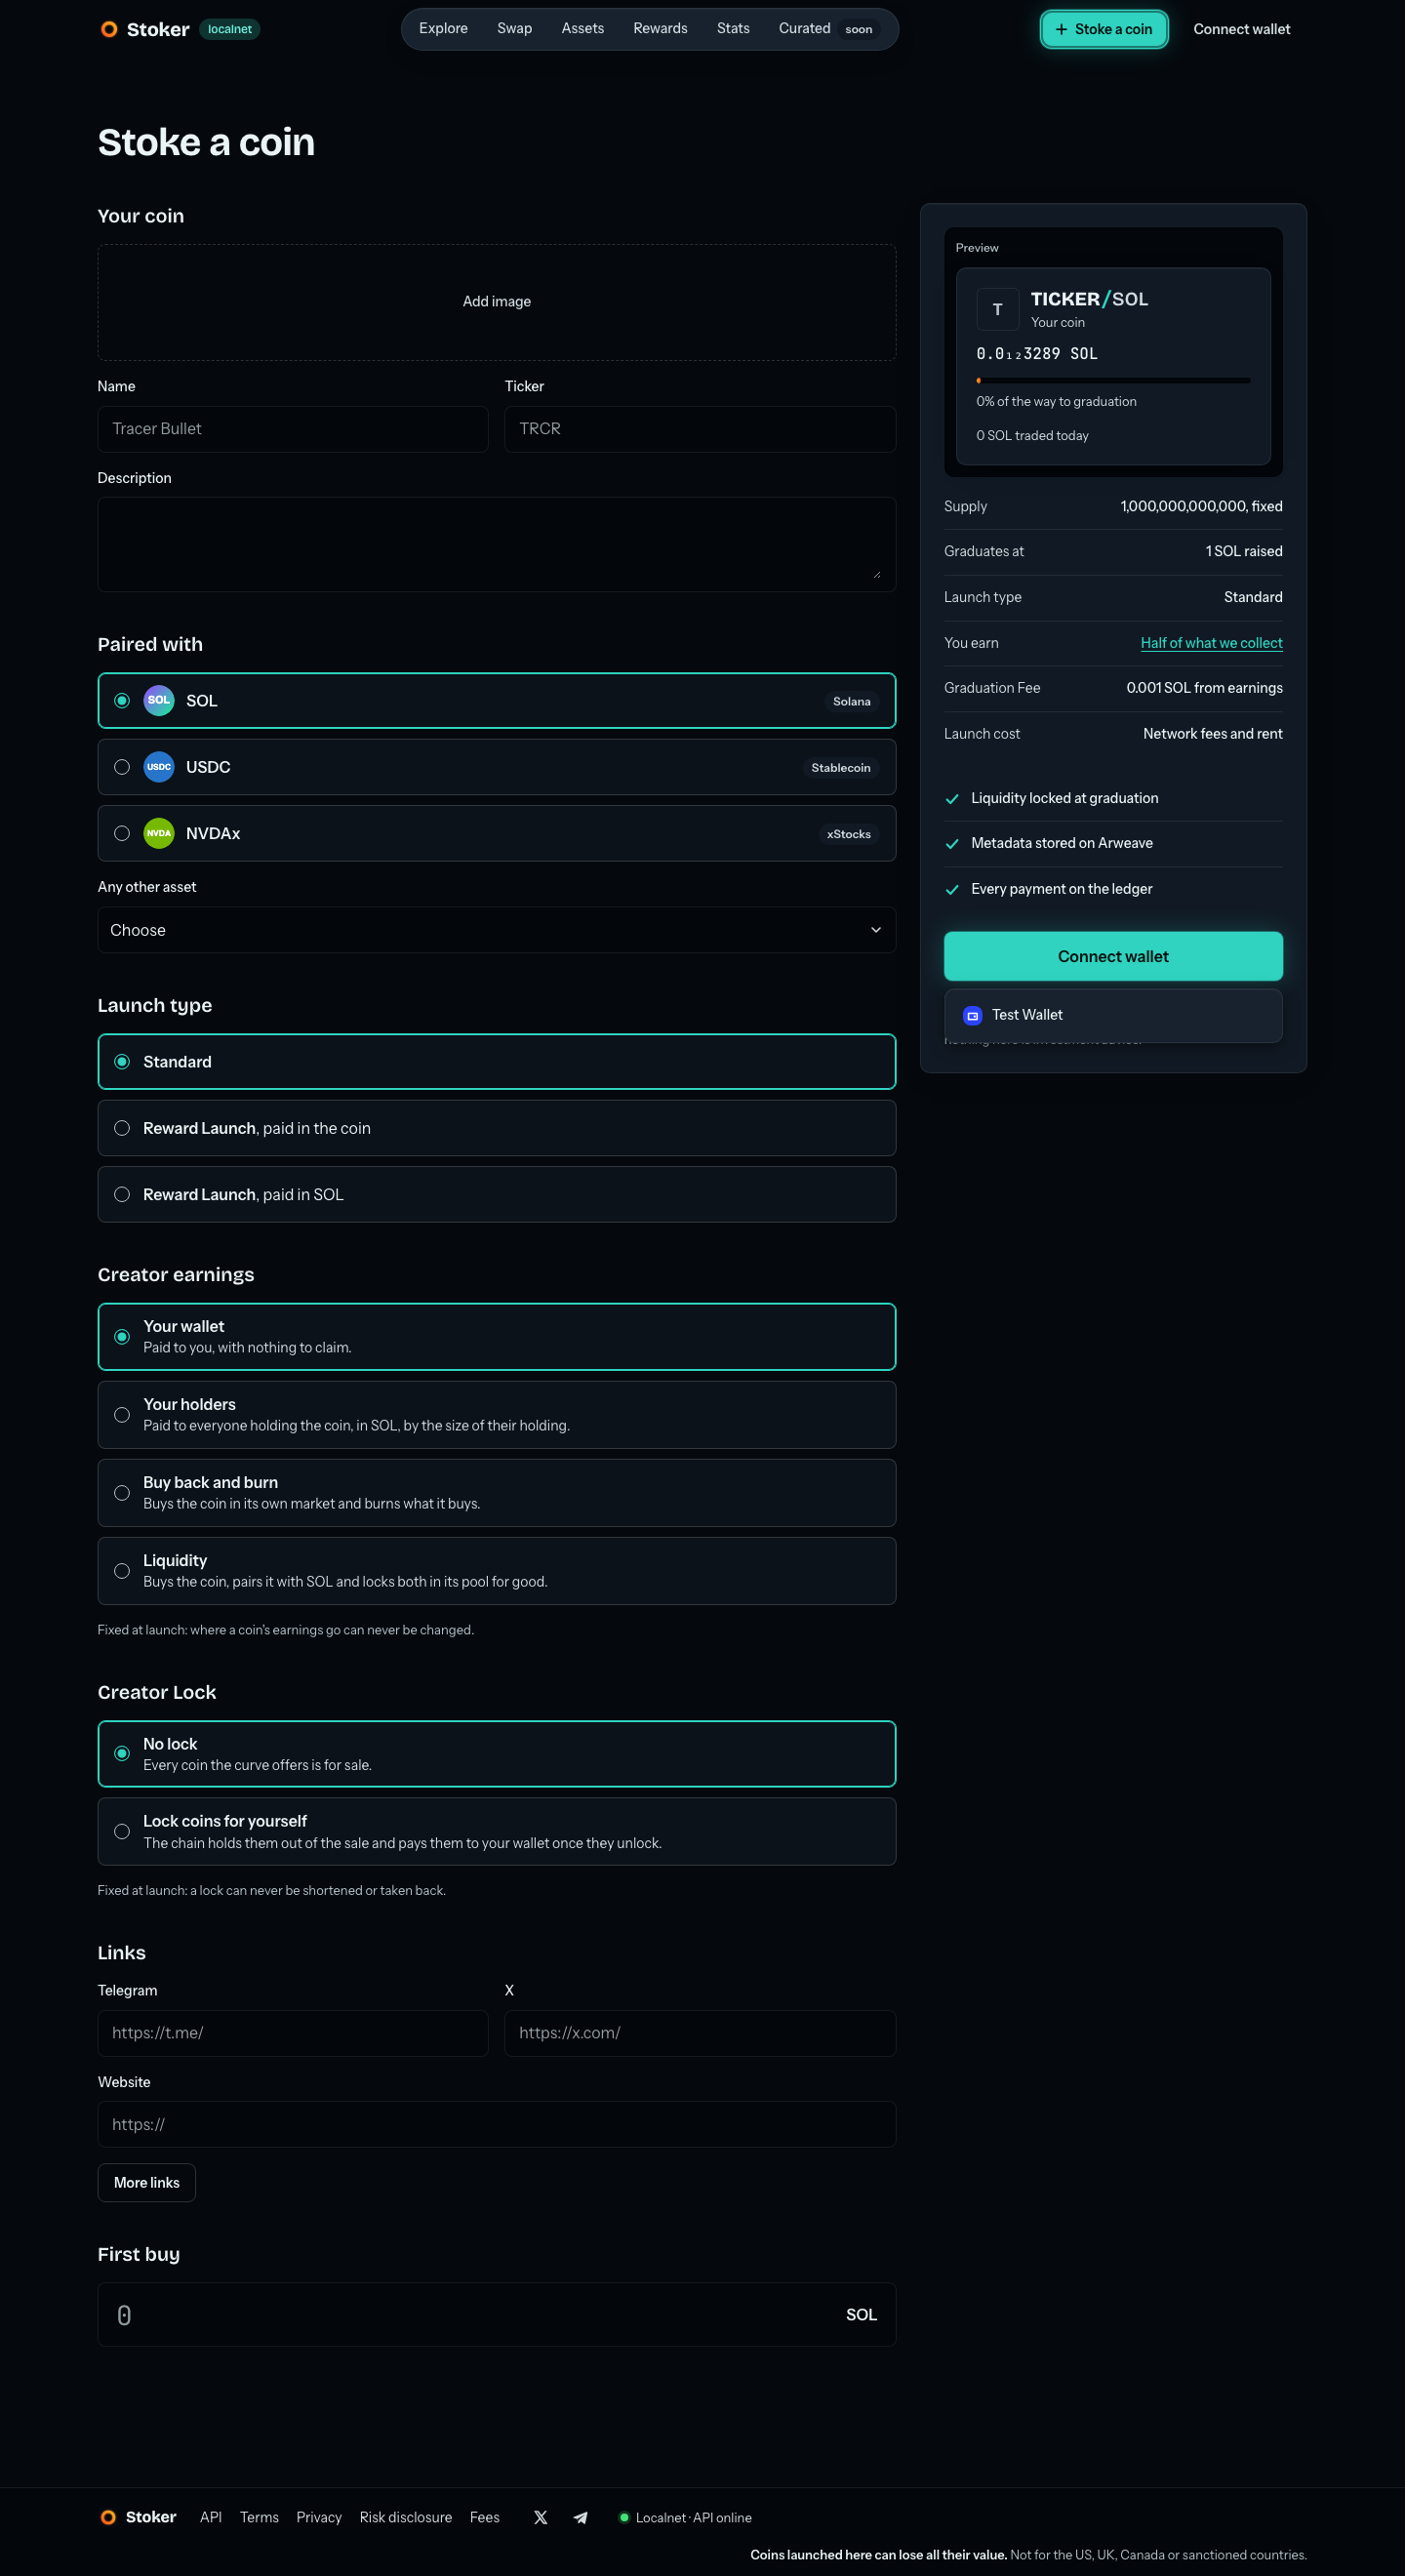 Stoker localnet
Explore Swap Assets Rewards Stats Curated soon
+ Stoke a coin Connect wallet
Stoke a coin
Your coin
Add image
Name
Tracer Bullet
Ticker
TRCR
Description
Paired with
SOL SOL Solana
USDC USDC Stablecoin
NVDA NVDAx xStocks
Any other asset
Choose
Launch type
Standard
Reward Launch, paid in the coin
Reward Launch, paid in SOL
Creator earnings
Your wallet
Paid to you, with nothing to claim.
Your holders
Paid to everyone holding the coin, in SOL, by the size of their holding.
Buy back and burn
Buys the coin in its own market and burns what it buys.
Liquidity
Buys the coin, pairs it with SOL and locks both in its pool for good.
Fixed at launch: where a coin's earnings go can never be changed.
Creator Lock
No lock
Every coin the curve offers is for sale.
Lock coins for yourself
The chain holds them out of the sale and pays them to your wallet once they unlock.
Fixed at launch: a lock can never be shortened or taken back.
Links
Telegram
https://t.me/
X
https://x.com/
Website
https://
More links
First buy
0 SOL
Preview
T
TICKER/SOL
Your coin
0.0₁₂3289 SOL
0% of the way to graduation
0 SOL traded today
Supply 1,000,000,000,000, fixed
Graduates at 1 SOL raised
Launch type Standard
You earn Half of what we collect
Graduation Fee 0.001 SOL from earnings
Launch cost Network fees and rent
Liquidity locked at graduation
Metadata stored on Arweave
Every payment on the ledger
Connect wallet
Test Wallet
Stoker API Terms Privacy Risk disclosure Fees Localnet · API online
Coins launched here can lose all their value. Not for the US, UK, Canada or sanctioned countries.